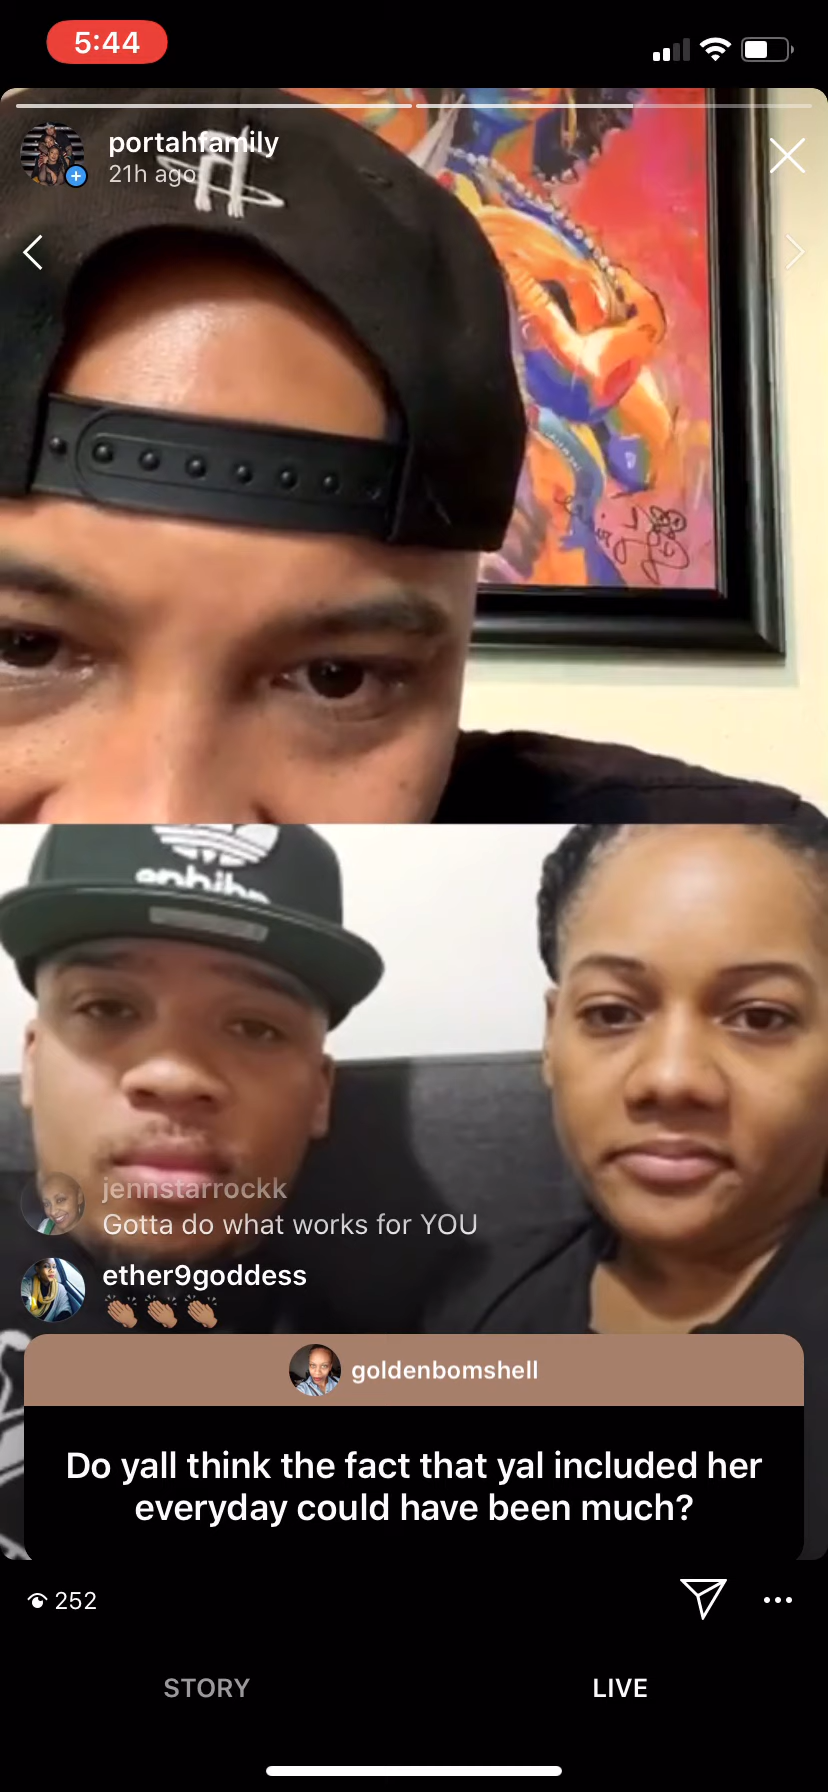 5:44
portahfamily
21h ago
jennstarrockk
Gotta do what works for YOU
ether9goddess
👏🏽👏🏽👏🏽
goldenbomshell
Do yall think the fact that yal included her
everyday could have been much?
252
STORY
LIVE